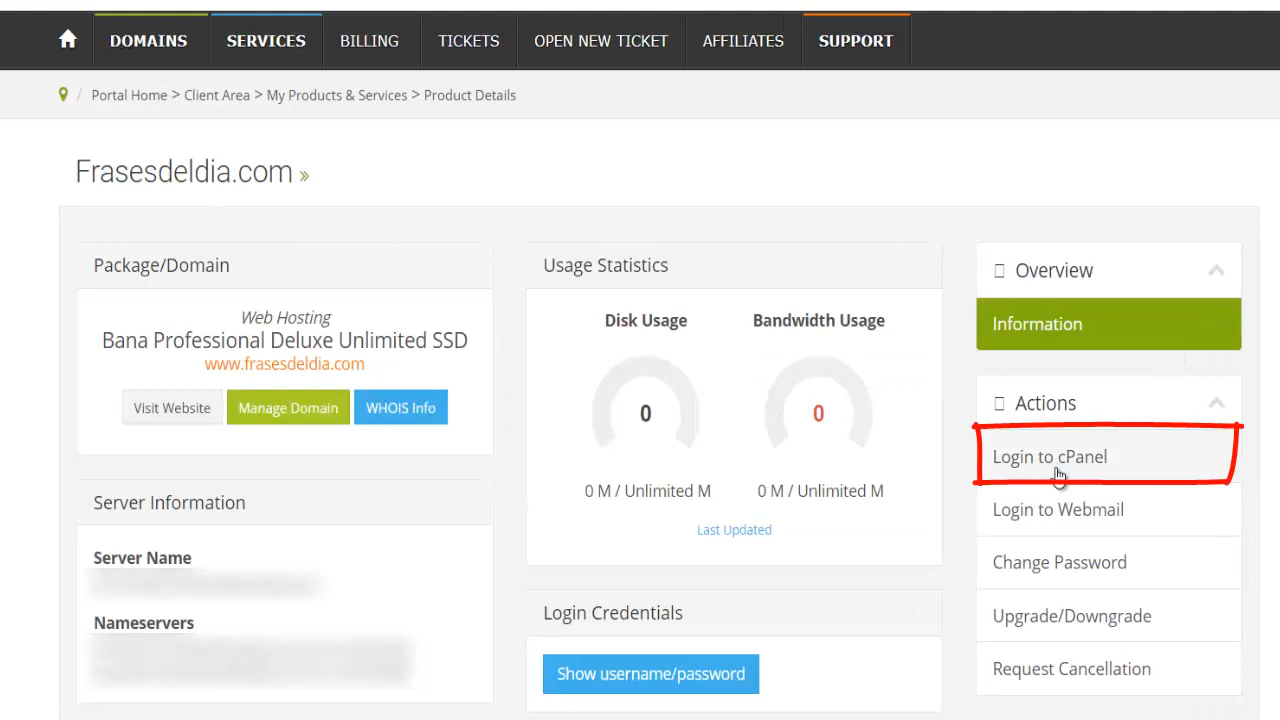 DOMAINS SERVICES BILLING TICKETS OPEN NEW TICKET AFFILIATES SUPPORT
/ Portal Home > Client Area > My Products & Services > Product Details
Frasesdeldia.com »
Package/Domain
Web Hosting
Bana Professional Deluxe Unlimited SSD
www.frasesdeldia.com
Visit Website Manage Domain WHOIS Info
Server Information
Server Name
Nameservers
Usage Statistics
Disk Usage Bandwidth Usage
0 0
0 M / Unlimited M 0 M / Unlimited M
Last Updated
Login Credentials
Show username/password
Overview
Information
Actions
Login to cPanel
Login to Webmail
Change Password
Upgrade/Downgrade
Request Cancellation